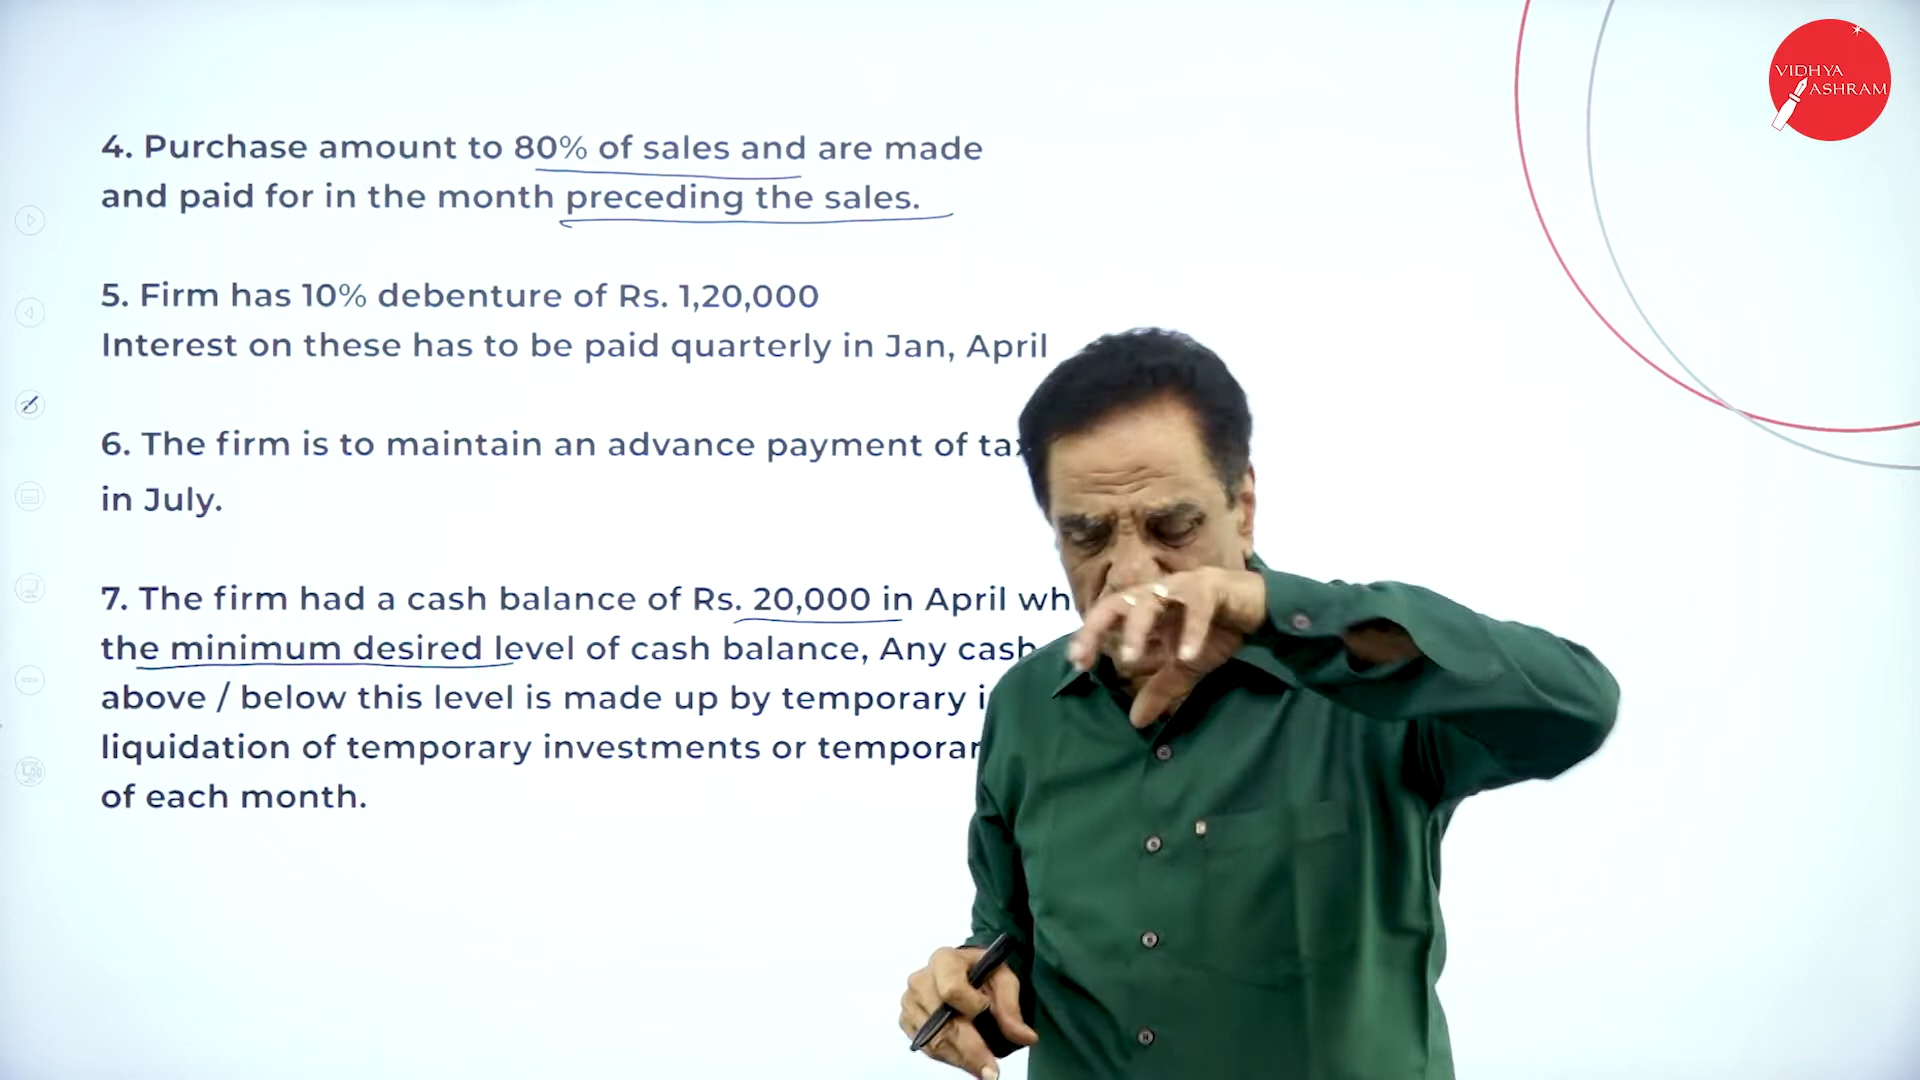 VIDHYA
ASHRAM
4. Purchase amount to 80% of sales and are made
and paid for in the month preceding the sales.
5. Firm has 10% debenture of Rs. 1,20,000
Interest on these has to be paid quarterly in Jan, April
6. The firm is to maintain an advance payment of tax
in July.
7. The firm had a cash balance of Rs. 20,000 in April
the minimum desired level of cash balance, Any cash
above / below this level is made up by temporary
liquidation of temporary investments or
of each month.